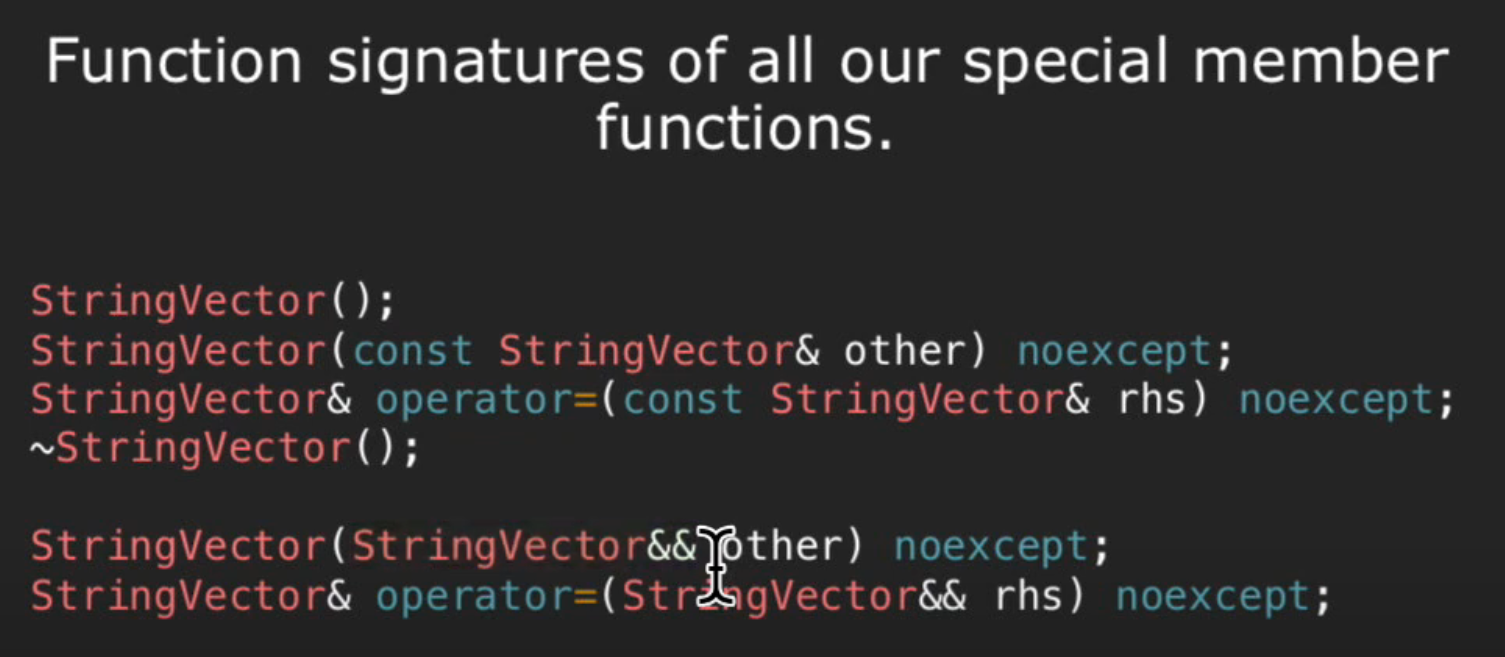 Function signatures of all our special member
functions.
StringVector();
StringVector(const StringVector& other) noexcept;
StringVector& operator=(const StringVector& rhs) noexcept;
~StringVector();
StringVector(StringVector&& other) noexcept;
StringVector& operator=(StringVector&& rhs) noexcept;